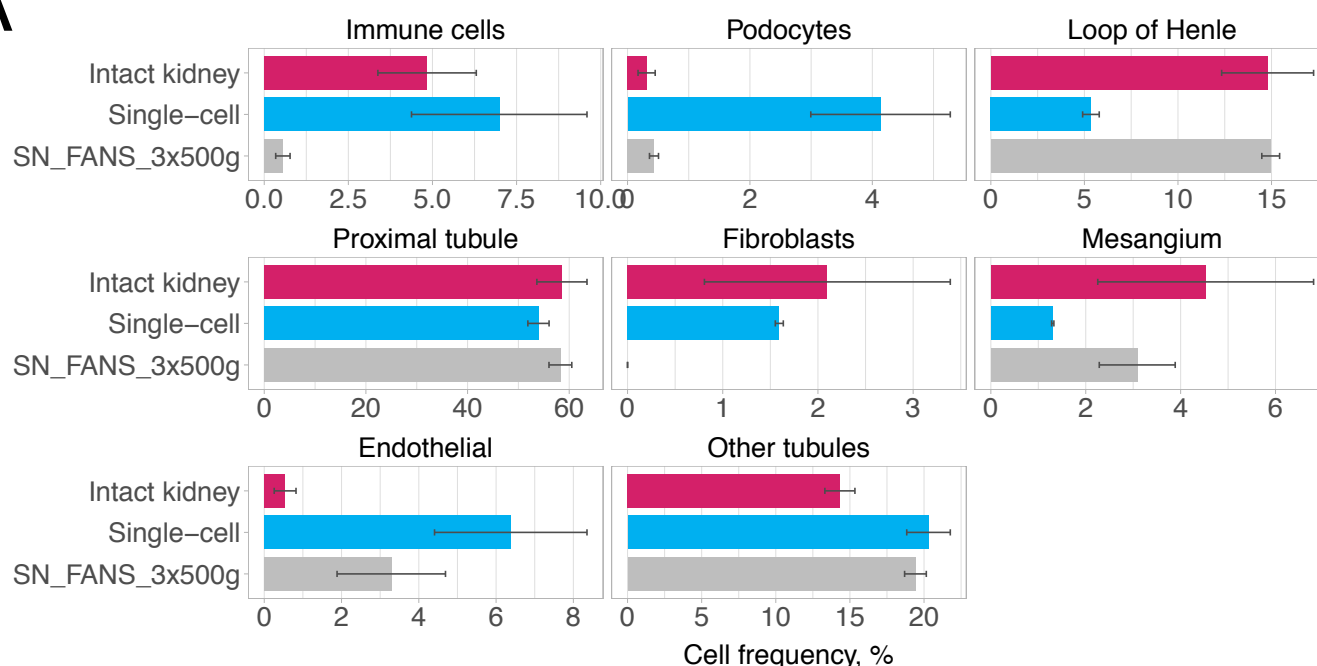 A
Immune cells Podocytes Loop of Henle
Intact kidney
Single−cell
SN_FANS_3x500g
0.0 2.5 5.0 7.5 10.0 0 2 4 0 5 10 15
Proximal tubule Fibroblasts Mesangium
Intact kidney
Single−cell
SN_FANS_3x500g
0 20 40 60 0 1 2 3 0 2 4 6
Endothelial Other tubules
Intact kidney
Single−cell
SN_FANS_3x500g
0 2 4 6 8 0 5 10 15 20
Cell frequency, %